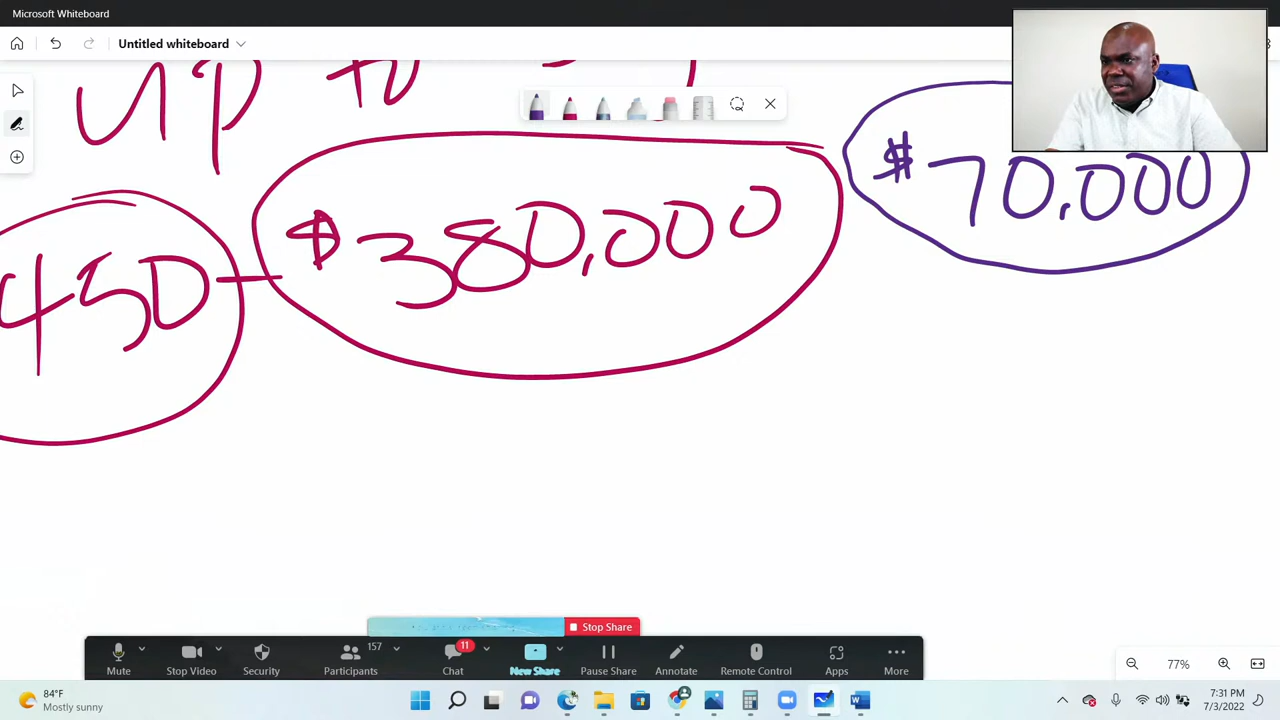 Microsoft Whiteboard
Untitled whiteboard
up to
$70,000
450 - $380,000
Stop Share
Mute
Stop Video
Security
157
Participants
11
Chat
New Share
Pause Share
Annotate
Remote Control
Apps
More
77%
84°F
Mostly sunny
7:31 PM
7/3/2022